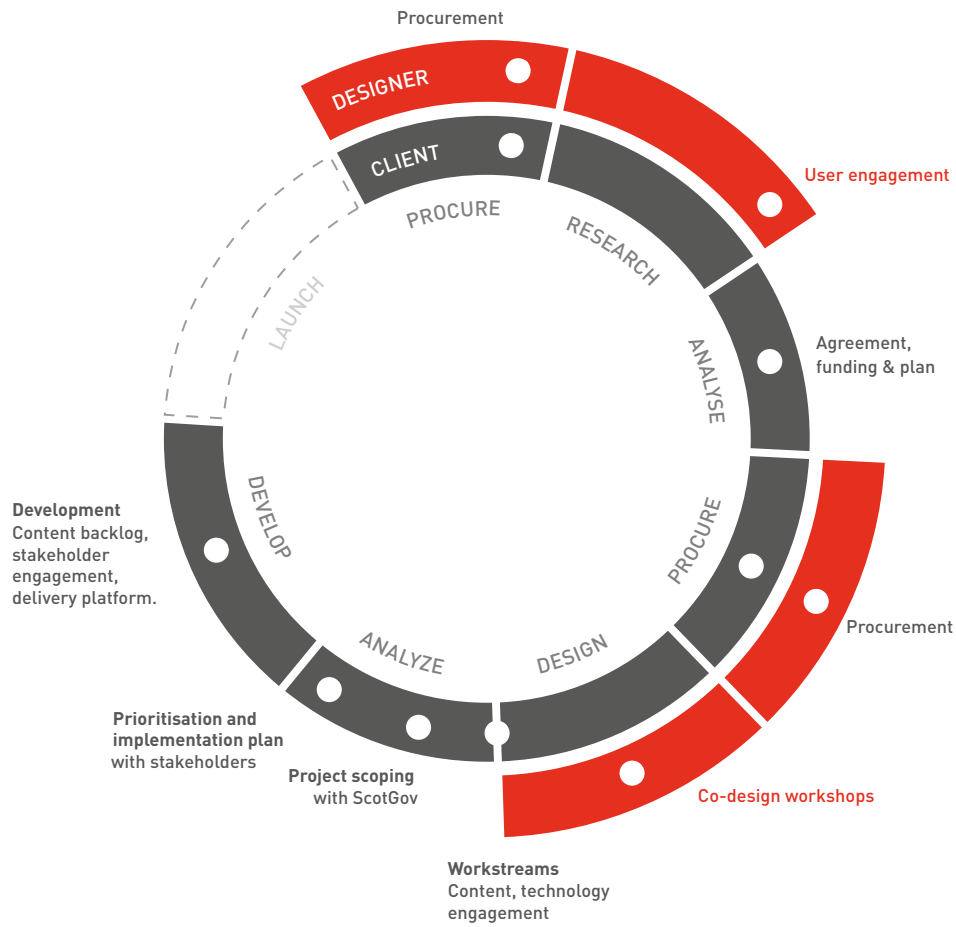 Procurement
DESIGNER
CLIENT
PROCURE
RESEARCH
User engagement
LAUNCH
ANALYSE
Agreement,
funding & plan
DEVELOP
PROCURE
Development
Content backlog,
stakeholder
engagement,
delivery platform.
ANALYZE
DESIGN
Procurement
Prioritisation and
implementation plan
with stakeholders
Project scoping
with ScotGov
Co-design workshops
Workstreams
Content, technology
engagement